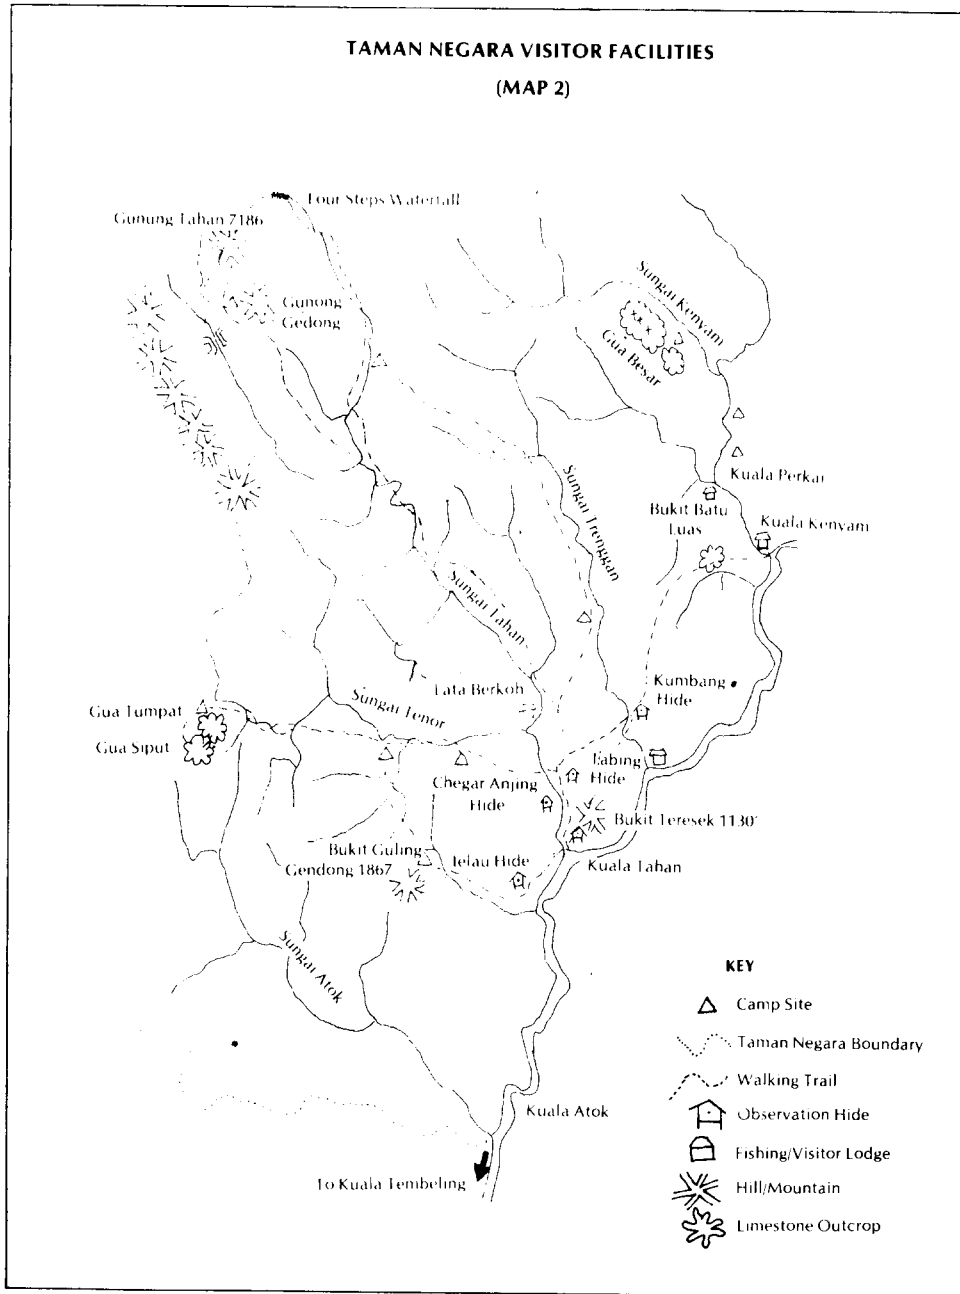 TAMAN NEGARA VISITOR FACILITIES
(MAP 2)
Four Steps Waterfall
Gunung Tahan 7186
Sungai Kenyam
Gunong
Gedong
Gua Besar
Kuala Perkai
Bukit Batu
Luas
Kuala Kenyam
Sungai Trenggan
Sungai Tahan
Kumbang
Hide
Lata Berkoh
Sungai Tenor
Gua Tumpat
Gua Siput
Tabing
Hide
Chegar Anjing
Hide
Bukit Teresek 1130'
Bukit Guling
Gendong 1867
Jelau Hide
Kuala Tahan
Sungai Atok
KEY
Camp Site
Taman Negara Boundary
Walking Trail
Observation Hide
Fishing/Visitor Lodge
Hill/Mountain
Limestone Outcrop
Kuala Atok
To Kuala Tembeling